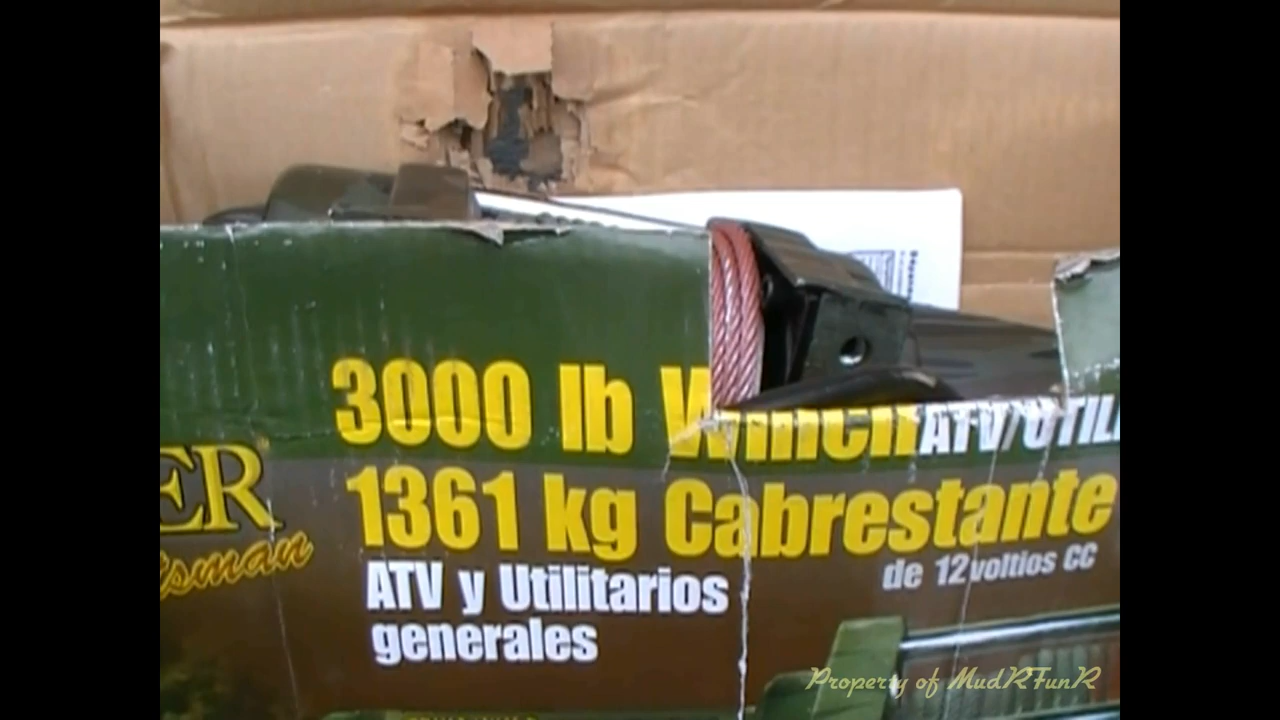 3000 lb Winch ATV/UTIL
1361 kg Cabrestante
de 12 voltios CC
ER
tsman
ATV y Utilitarios
generales
Property of MudRFunR